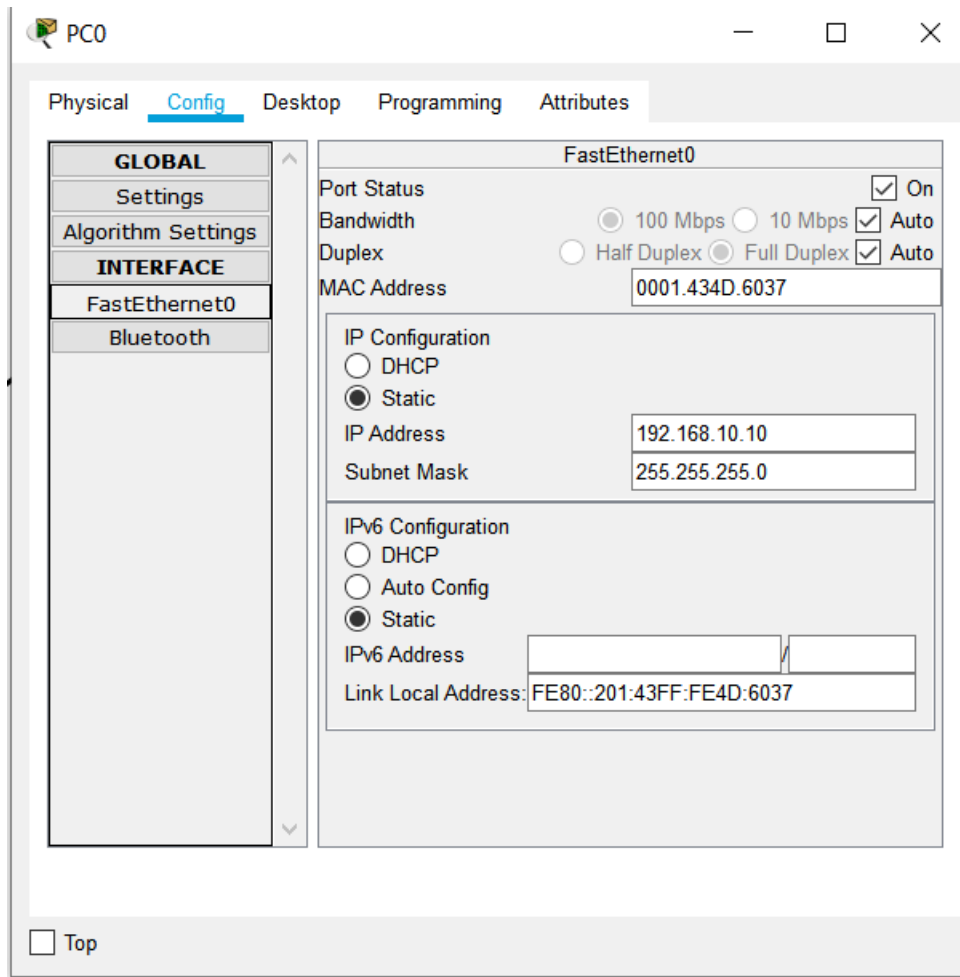 PC0
Physical Config Desktop Programming Attributes
GLOBAL
Settings
Algorithm Settings
INTERFACE
FastEthernet0
Bluetooth
FastEthernet0
Port Status On
Bandwidth 100 Mbps 10 Mbps Auto
Duplex Half Duplex Full Duplex Auto
MAC Address 0001.434D.6037
IP Configuration
DHCP
Static
IP Address 192.168.10.10
Subnet Mask 255.255.255.0
IPv6 Configuration
DHCP
Auto Config
Static
IPv6 Address /
Link Local Address: FE80::201:43FF:FE4D:6037
Top